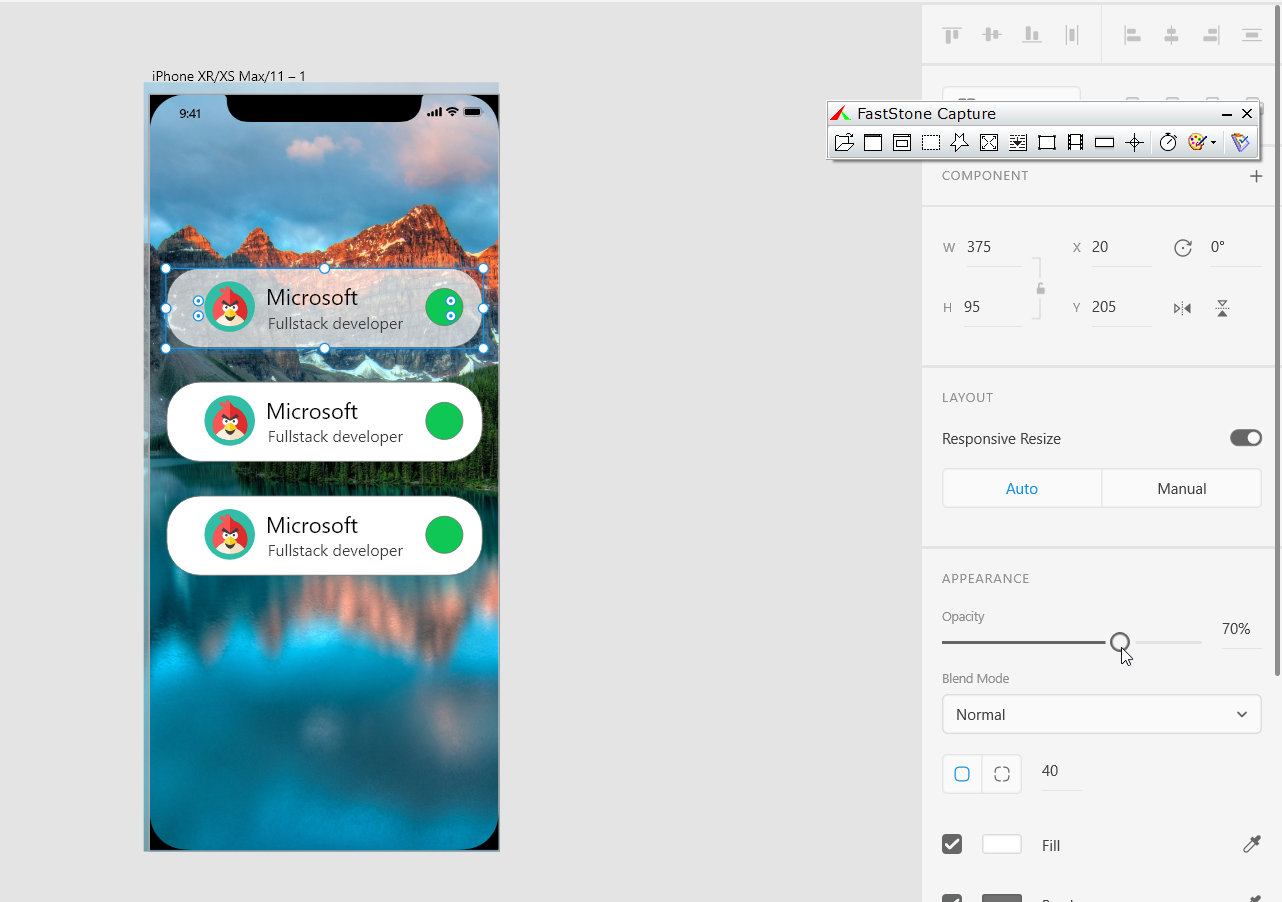 iPhone XR/XS Max/11 – 1
9:41
FastStone Capture
COMPONENT
W 375 X 20 0°
H 95 Y 205
Microsoft
Fullstack developer
Microsoft
Fullstack developer
Microsoft
Fullstack developer
LAYOUT
Responsive Resize
Auto Manual
APPEARANCE
Opacity
70%
Blend Mode
Normal
40
Fill